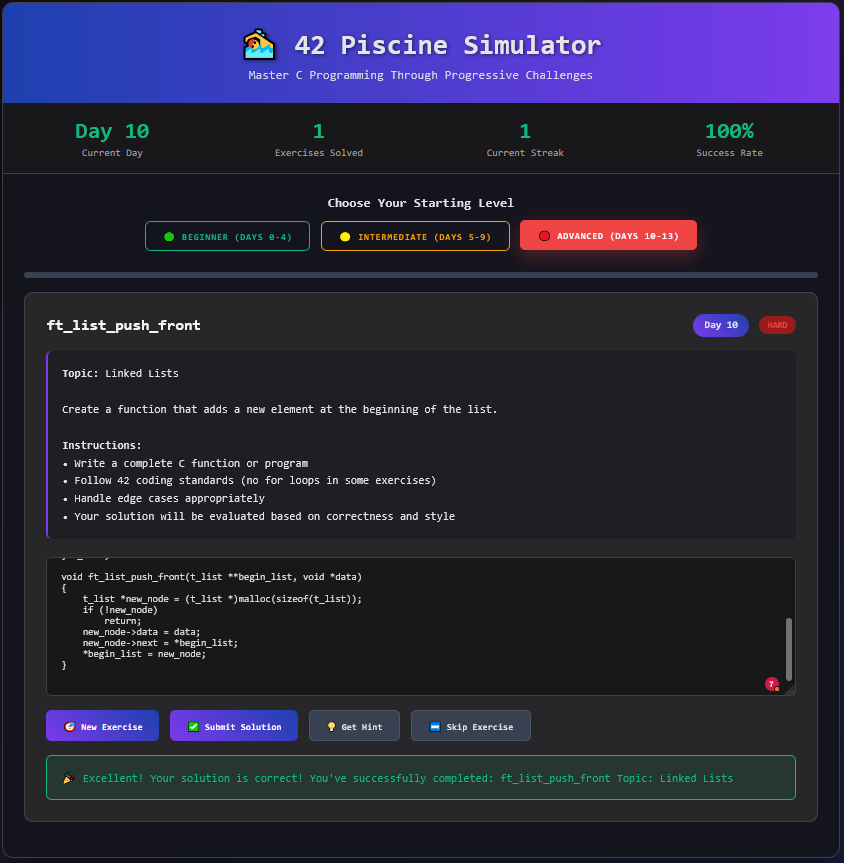 42 Piscine Simulator
Master C Programming Through Progressive Challenges
Day 10
Current Day
1
Exercises Solved
1
Current Streak
100%
Success Rate
Choose Your Starting Level
BEGINNER (DAYS 0-4)
INTERMEDIATE (DAYS 5-9)
ADVANCED (DAYS 10-13)
ft_list_push_front
Day 10
HARD
Topic: Linked Lists
Create a function that adds a new element at the beginning of the list.
Instructions:
• Write a complete C function or program
• Follow 42 coding standards (no for loops in some exercises)
• Handle edge cases appropriately
• Your solution will be evaluated based on correctness and style
void ft_list_push_front(t_list **begin_list, void *data)
{
    t_list *new_node = (t_list *)malloc(sizeof(t_list));
    if (!new_node)
        return;
    new_node->data = data;
    new_node->next = *begin_list;
    *begin_list = new_node;
}
7
New Exercise
Submit Solution
Get Hint
Skip Exercise
Excellent! Your solution is correct! You've successfully completed: ft_list_push_front Topic: Linked Lists